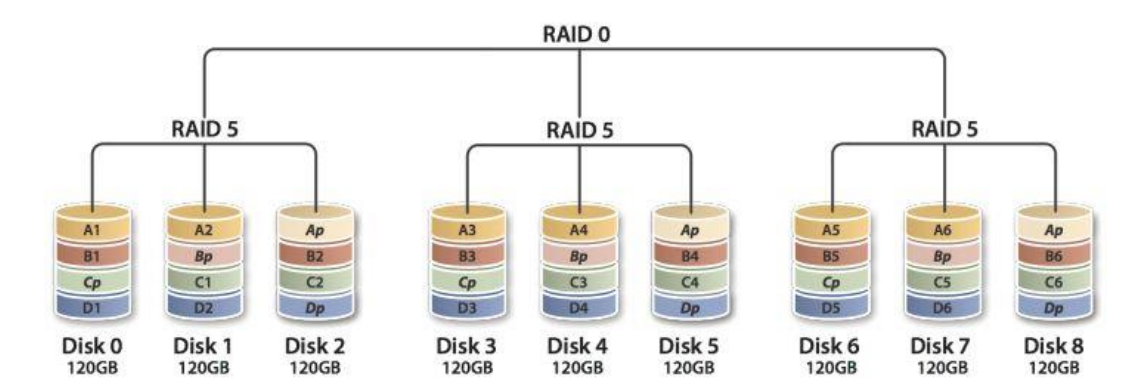 RAID 0
RAID 5 RAID 5 RAID 5
A1 A2 Ap A3 A4 Ap A5 A6 Ap
B1 Bp B2 B3 Bp B4 B5 Bp B6
Cp C1 C2 Cp C3 C4 Cp C5 C6
D1 D2 Dp D3 D4 Dp D5 D6 Dp
Disk 0 Disk 1 Disk 2 Disk 3 Disk 4 Disk 5 Disk 6 Disk 7 Disk 8
120GB 120GB 120GB 120GB 120GB 120GB 120GB 120GB 120GB